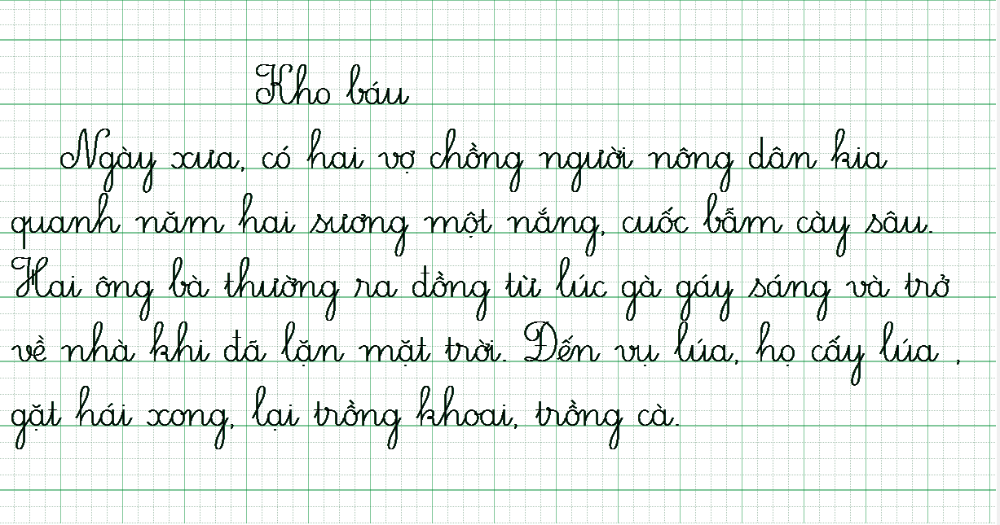 Kho báu
Ngày xưa, có hai vợ chồng người nông dân kia
quanh năm hai sương một nắng, cuốc bẫm cày sâu.
Hai ông bà thường ra đồng từ lúc gà gáy sáng và trở
về nhà khi đã lặn mặt trời. Đến vụ lúa, họ cấy lúa ,
gặt hái xong, lại trồng khoai, trồng cà.